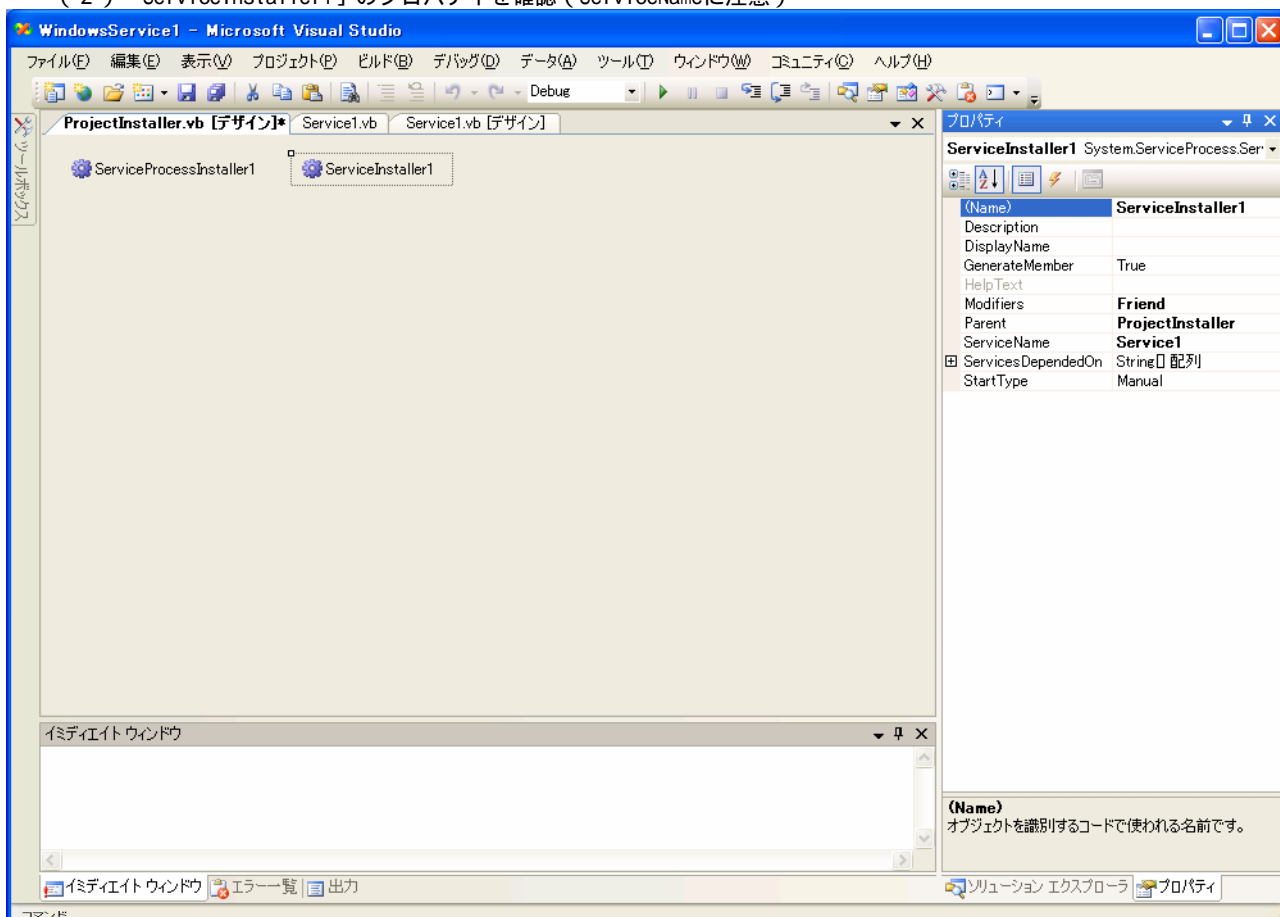 ( 2 ) 「ServiceInstaller1」のプロパティを確認 ( ServiceNameに注意 )
WindowsService1 - Microsoft Visual Studio
ファイル(F) 編集(E) 表示(V) プロジェクト(P) ビルド(B) デバッグ(D) データ(A) ツール(T) ウィンドウ(W) コミュニティ(C) ヘルプ(H)
Debug
ツールボックス
ProjectInstaller.vb [デザイン]* Service1.vb Service1.vb [デザイン]
ServiceProcessInstaller1 ServiceInstaller1
プロパティ
ServiceInstaller1 System.ServiceProcess.Ser
(Name) ServiceInstaller1
Description
DisplayName
GenerateMember True
HelpText
Modifiers Friend
Parent ProjectInstaller
ServiceName Service1
ServicesDependedOn String[] 配列
StartType Manual
(Name)
オブジェクトを識別するコードで使われる名前です。
イミディエイト ウィンドウ
イミディエイト ウィンドウ エラー一覧 出力
ソリューション エクスプローラ プロパティ